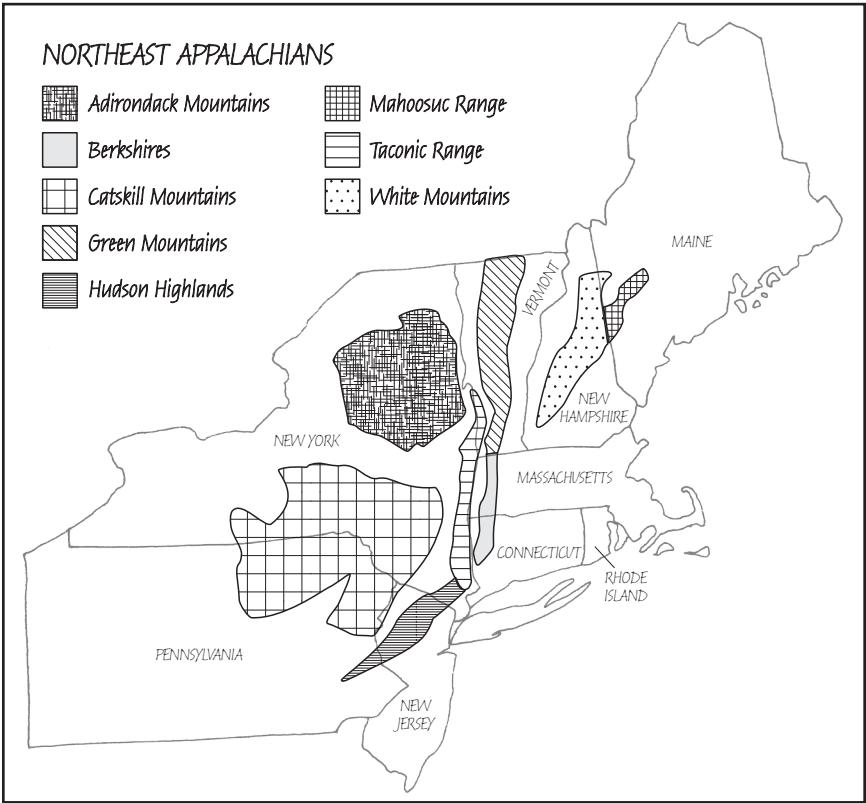 NORTHEAST APPALACHIANS
Adirondack Mountains
Berkshires
Catskill Mountains
Green Mountains
Hudson Highlands
Mahoosuc Range
Taconic Range
White Mountains
MAINE
VERMONT
NEW
HAMPSHIRE
NEW YORK
MASSACHUSETTS
CONNECTICUT
RHODE
ISLAND
PENNSYLVANIA
NEW
JERSEY